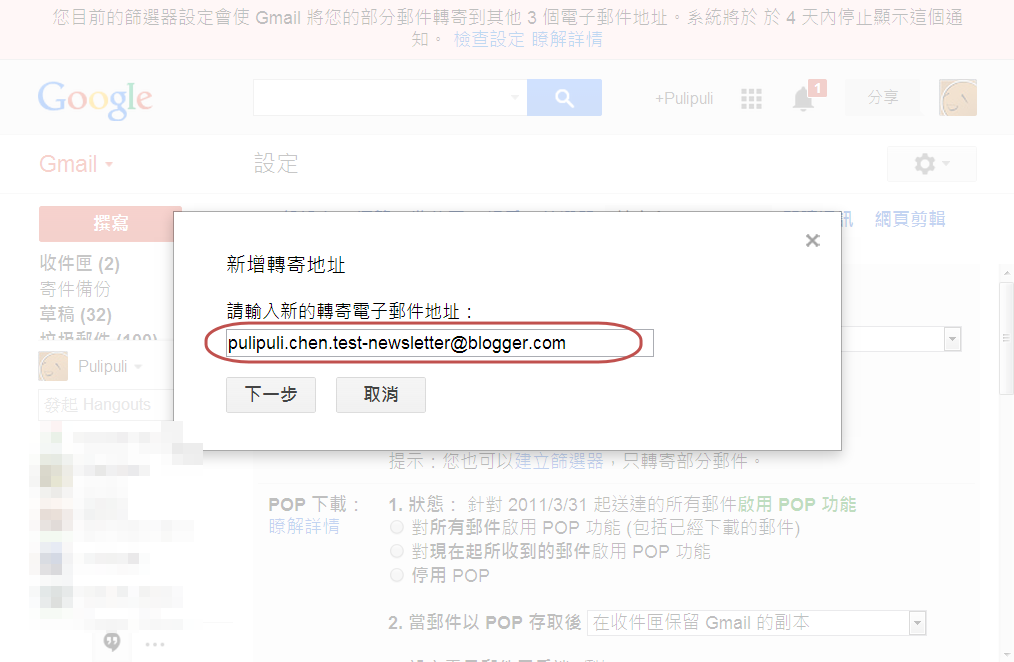 您目前的篩選器設定會使 Gmail 將您的部分郵件轉寄到其他 3 個電子郵件地址。系統將於 於 4 天內停止顯示這個通
知。 檢查設定 瞭解詳情
Google
+Pulipuli
1
分享
Gmail
設定
撰寫
訊 網頁剪輯
收件匣 (2)
寄件備份
草稿 (32)
垃圾郵件 (109)
Pulipuli
發起 Hangouts
新增轉寄地址
請輸入新的轉寄電子郵件地址：
pulipuli.chen.test-newsletter@blogger.com
下一步
取消
提示：您也可以建立篩選器，只轉寄部分郵件。
POP 下載：
瞭解詳情
1. 狀態： 針對 2011/3/31 起送達的所有郵件啟用 POP 功能
對所有郵件啟用 POP 功能 (包括已經下載的郵件)
對現在起所收到的郵件啟用 POP 功能
停用 POP
2. 當郵件以 POP 存取後 在收件匣保留 Gmail 的副本